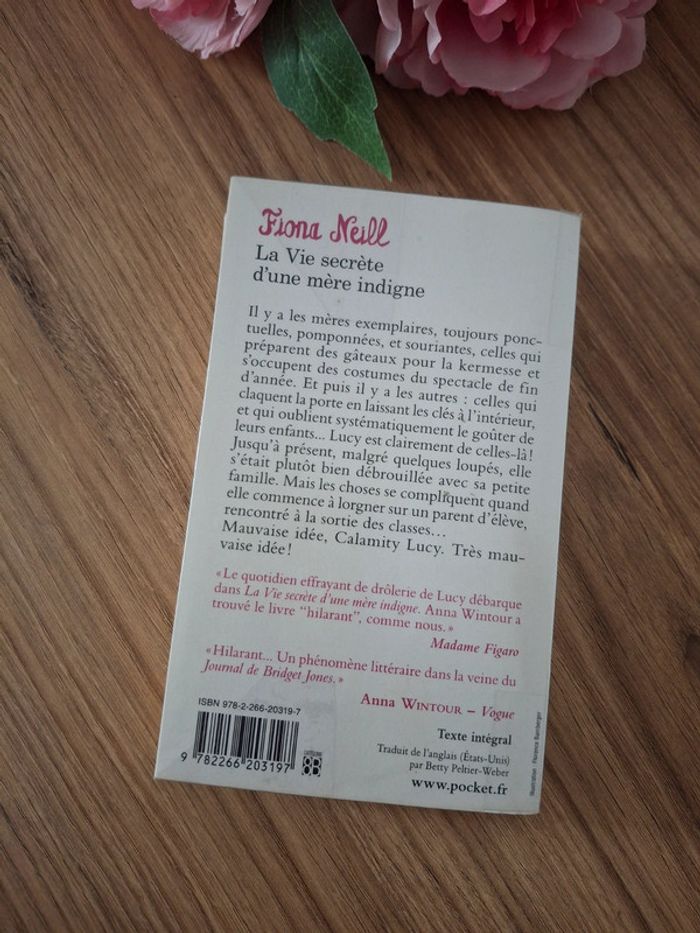 Fiona Neill
La Vie secrète
d'une mère indigne
Il y a les mères exemplaires, toujours ponc-
tuelles, pomponnées, et souriantes, celles qui
préparent des gâteaux pour la kermesse et
s'occupent des costumes du spectacle de fin
d'année. Et puis il y a les autres : celles qui
claquent la porte en laissant les clés à l'intérieur,
et qui oublient systématiquement le goûter de
leurs enfants... Lucy est clairement de celles-là !
Jusqu'à présent, malgré quelques loupés, elle
s'était plutôt bien débrouillée avec sa petite
famille. Mais les choses se compliquent quand
elle commence à lorgner sur un parent d'élève,
rencontré à la sortie des classes...
Mauvaise idée, Calamity Lucy. Très mau-
vaise idée !
« Le quotidien effrayant de drôlerie de Lucy débarque
dans La Vie secrète d'une mère indigne. Anna Wintour a
trouvé le livre "hilarant", comme nous. »
Madame Figaro
« Hilarant... Un phénomène littéraire dans la veine du
Journal de Bridget Jones. »
Anna WINTOUR – Vogue
ISBN 978-2-266-20319-7
9 782266 203197
Texte intégral
Traduit de l'anglais (États-Unis)
par Betty Peltier-Weber
www.pocket.fr
Illustration : Florence Bamberger